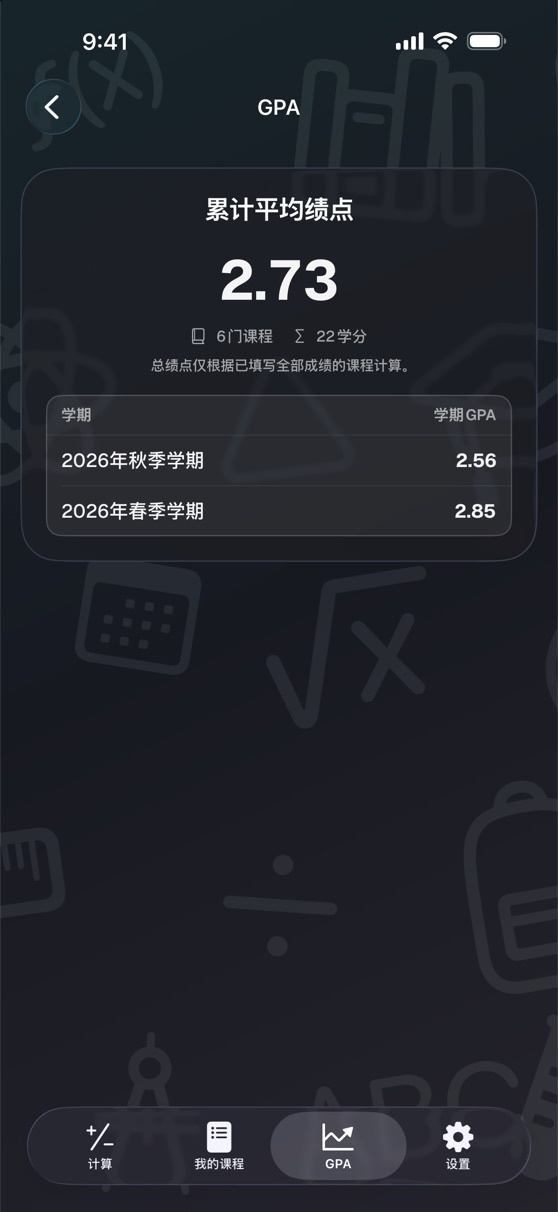 9:41
GPA
累计平均绩点
2.73
6门课程 Σ 22学分
总绩点仅根据已填写全部成绩的课程计算。
学期 学期GPA
2026年秋季学期 2.56
2026年春季学期 2.85
f(x)
√x
÷
ABC
+/− 
计算 我的课程 GPA 设置